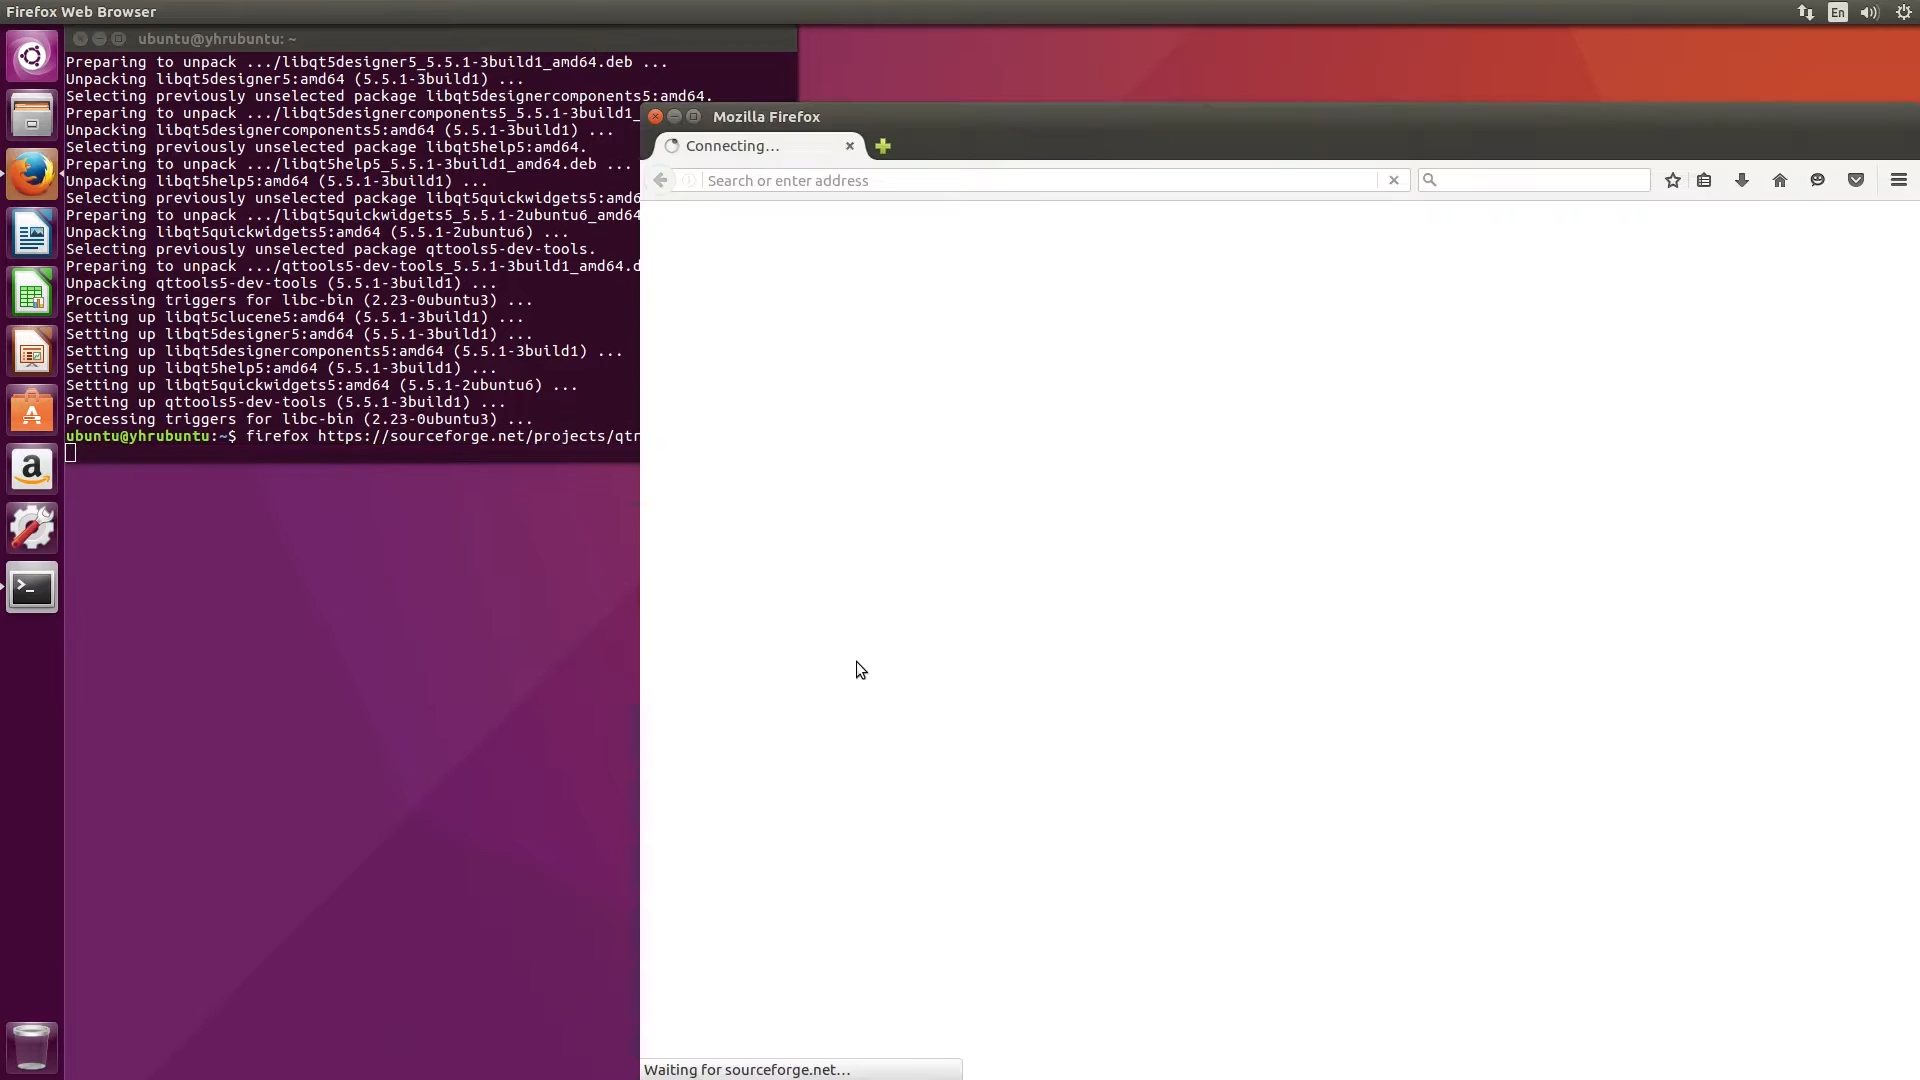 Firefox Web Browser
En
ubuntu@yhrubuntu: ~
Preparing to unpack .../libqt5designer5_5.5.1-3build1_amd64.deb ...
Unpacking libqt5designer5:amd64 (5.5.1-3build1) ...
Selecting previously unselected package libqt5designercomponents5:amd64.
Preparing to unpack .../libqt5designercomponents5_5.5.1-3build1_
Unpacking libqt5designercomponents5:amd64 (5.5.1-3build1) ...
Selecting previously unselected package libqt5help5:amd64.
Preparing to unpack .../libqt5help5_5.5.1-3build1_amd64.deb ...
Unpacking libqt5help5:amd64 (5.5.1-3build1) ...
Selecting previously unselected package libqt5quickwidgets5:amd6
Preparing to unpack .../libqt5quickwidgets5_5.5.1-2ubuntu6_amd64
Unpacking libqt5quickwidgets5:amd64 (5.5.1-2ubuntu6) ...
Selecting previously unselected package qttools5-dev-tools.
Preparing to unpack .../qttools5-dev-tools_5.5.1-3build1_amd64.d
Unpacking qttools5-dev-tools (5.5.1-3build1) ...
Processing triggers for libc-bin (2.23-0ubuntu3) ...
Setting up libqt5clucene5:amd64 (5.5.1-3build1) ...
Setting up libqt5designer5:amd64 (5.5.1-3build1) ...
Setting up libqt5designercomponents5:amd64 (5.5.1-3build1) ...
Setting up libqt5help5:amd64 (5.5.1-3build1) ...
Setting up libqt5quickwidgets5:amd64 (5.5.1-2ubuntu6) ...
Setting up qttools5-dev-tools (5.5.1-3build1) ...
Processing triggers for libc-bin (2.23-0ubuntu3) ...
ubuntu@yhrubuntu:~$ firefox https://sourceforge.net/projects/qtr
Mozilla Firefox
Connecting...
Search or enter address
Waiting for sourceforge.net...